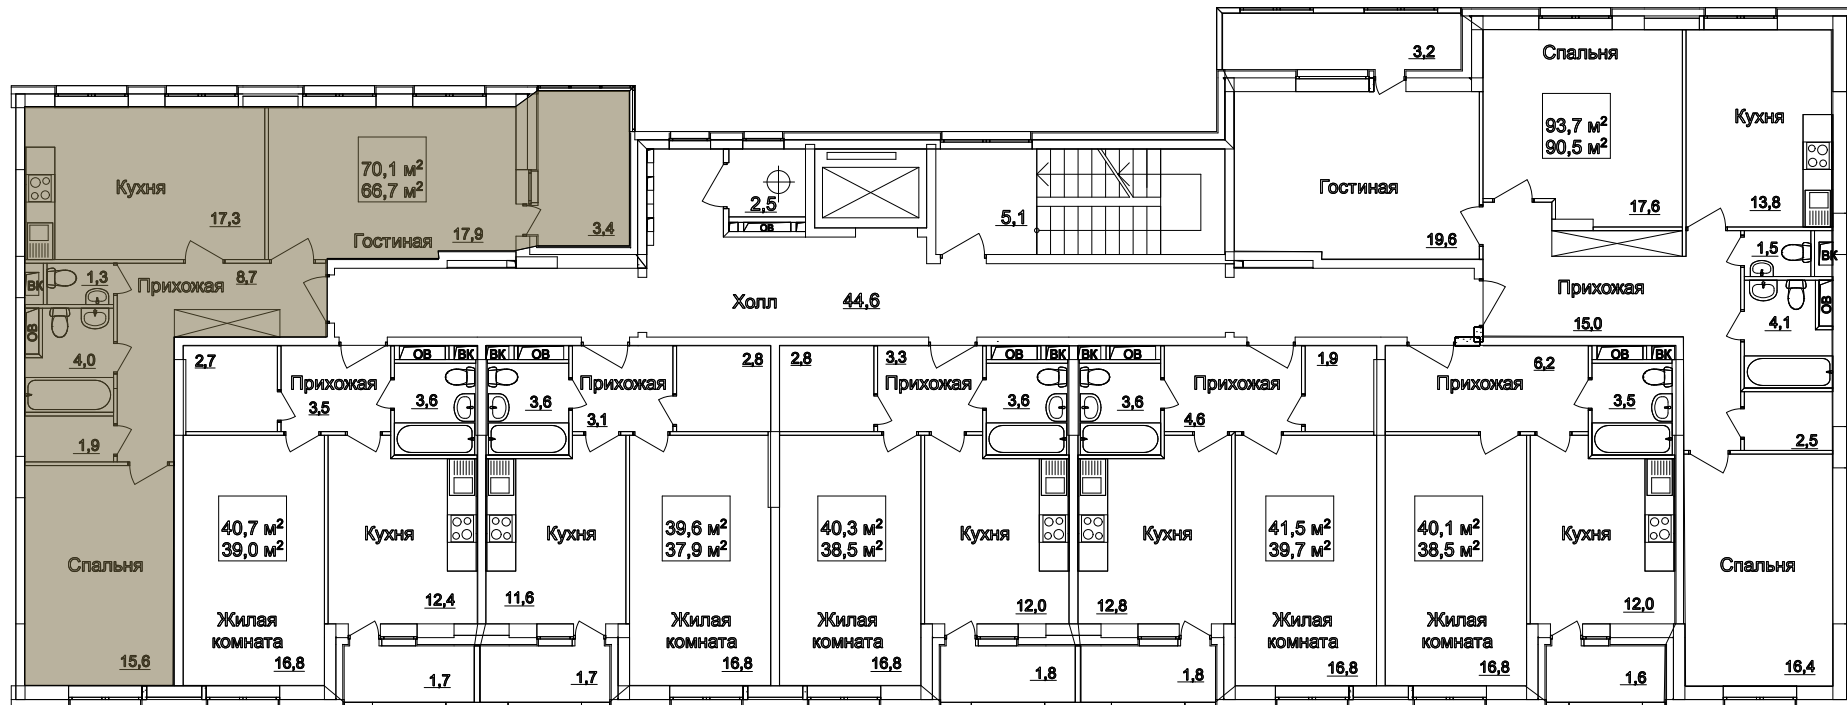 3,2
Спальня
93,7 м²
90,5 м²
Кухня
17,6
13,8
Гостиная
19,6
70,1 м²
66,7 м²
Кухня
17,3
Гостиная
17,9
3,4
2,5
ОВ
5,1
ВК
1,3
Прихожая
8,7
ОВ
4,0
1,9
Спальня
15,6
Холл
44,6
1,5
ВК
Прихожая
15,0
4,1
ОВ
2,5
Спальня
16,4
2,7
Прихожая
3,5
ОВ
ВК
3,6
40,7 м²
39,0 м²
Кухня
12,4
Жилая
комната
16,8
1,7
ВК
ОВ
3,6
Прихожая
3,1
2,8
39,6 м²
37,9 м²
Кухня
11,6
Жилая
комната
16,8
1,7
2,8
3,3
Прихожая
ОВ
ВК
3,6
40,3 м²
38,5 м²
Кухня
12,0
Жилая
комната
16,8
1,8
ВК
ОВ
3,6
Прихожая
4,6
1,9
41,5 м²
39,7 м²
Кухня
12,8
Жилая
комната
16,8
1,8
6,2
Прихожая
ОВ
ВК
3,5
40,1 м²
38,5 м²
Кухня
12,0
Жилая
комната
16,8
1,6